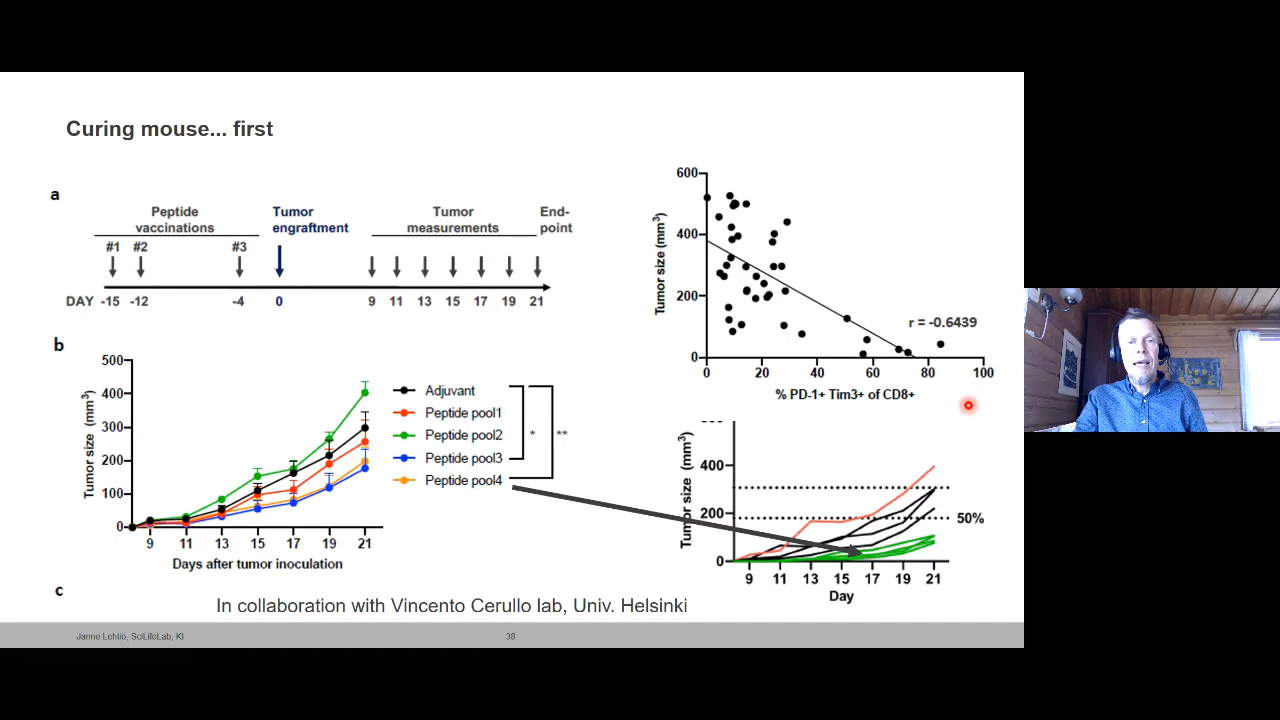 Curing mouse... first
a
Peptide vaccinations
Tumor engraftment
Tumor measurements
End-point
#1 #2 #3
DAY -15 -12 -4 0 9 11 13 15 17 19 21
b
Tumor size (mm³)
500
400
300
200
100
0
9 11 13 15 17 19 21
Days after tumor inoculation
Adjuvant
Peptide pool1
Peptide pool2
Peptide pool3
Peptide pool4
* **
Tumor size (mm³)
600
400
200
0
r = -0.6439
0 20 40 60 80 100
% PD-1+ Tim3+ of CD8+
Tumor size (mm³)
400
200
0
50%
9 11 13 15 17 19 21
Day
c
In collaboration with Vincento Cerullo lab, Univ. Helsinki
Janne Lehtio, SciLifeLab, KI
38